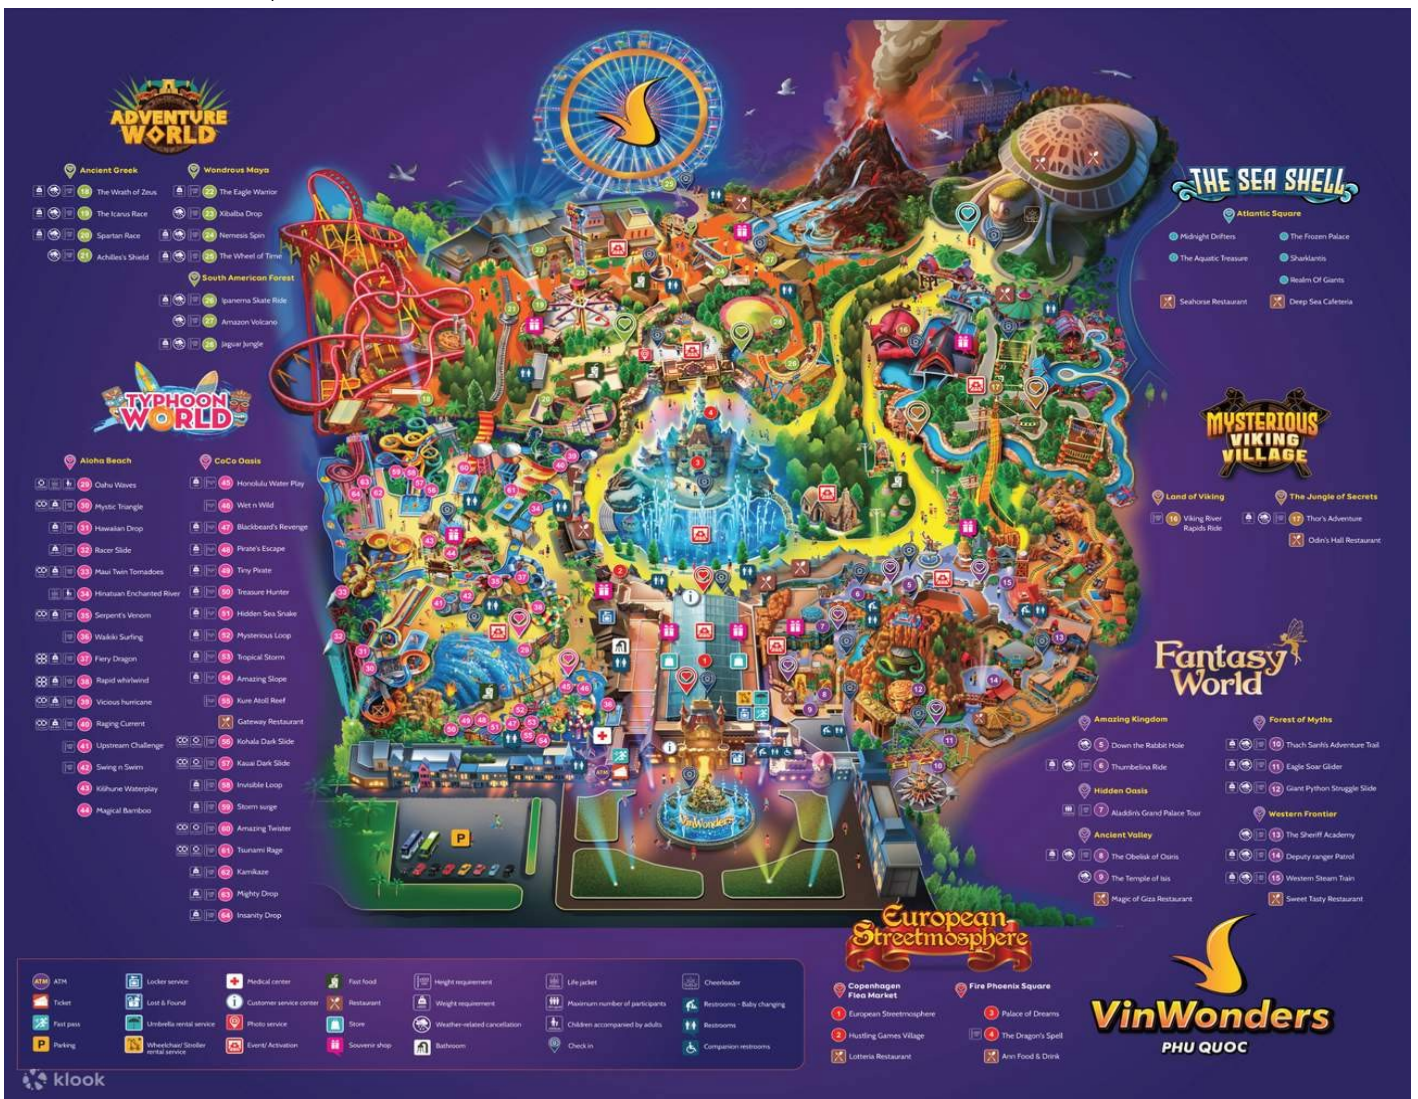 ADVENTURE
WORLD
Ancient Greek
18 The Wrath of Zeus
19 The Icarus Race
20 Spartan Race
21 Achilles's Shield
Wondrous Maya
22 The Eagle Warrior
23 Xibalba Drop
24 Nemesis Spin
25 The Wheel of Time
South American Forest
26 Ipanema Skate Ride
27 Amazon Volcano
28 Jaguar Jungle
TYPHOON
WORLD
Aloha Beach
29 Oahu Waves
30 Mystic Triangle
31 Hawaiian Drop
32 Racer Slide
33 Maui Twin Tornadoes
34 Hinatuan Enchanted River
35 Serpent's Venom
36 Waikiki Surfing
37 Fiery Dragon
38 Rapid whirlwind
39 Vicious hurricane
40 Raging Current
41 Upstream Challenge
42 Swing n Swim
43 Kilihune Waterplay
44 Magical Bamboo
CoCo Oasis
45 Honolulu Water Play
46 Wet n Wild
47 Blackbeard's Revenge
48 Pirate's Escape
49 Tiny Pirate
50 Treasure Hunter
51 Hidden Sea Snake
52 Mysterious Loop
53 Tropical Storm
54 Amazing Slope
55 Kure Atoll Reef
Gateway Restaurant
56 Kohala Dark Slide
57 Kauai Dark Slide
58 Invisible Loop
59 Storm surge
60 Amazing Twister
61 Tsunami Rage
62 Kamikaze
63 Mighty Drop
64 Insanity Drop
THE SEA SHELL
Atlantic Square
Midnight Drifters
The Aquatic Treasure
Seahorse Restaurant
The Frozen Palace
Sharklantis
Realm Of Giants
Deep Sea Cafeteria
MYSTERIOUS
VIKING
VILLAGE
Land of Viking
16 Viking River
Rapids Ride
The Jungle of Secrets
17 Thor's Adventure
Odin's Hall Restaurant
Fantasy
World
Amazing Kingdom
5 Down the Rabbit Hole
6 Thumbelina Ride
Hidden Oasis
7 Aladdin's Grand Palace Tour
Ancient Valley
8 The Obelisk of Osiris
9 The Temple of Isis
Magic of Giza Restaurant
Forest of Myths
10 Thach Sanh's Adventure Trail
11 Eagle Soar Glider
12 Giant Python Struggle Slide
Western Frontier
13 The Sheriff Academy
14 Deputy ranger Patrol
15 Western Steam Train
Sweet Tasty Restaurant
VinWonders
P
European
Streetmosphere
Copenhagen
Flea Market
1 European Streetmosphere
2 Hustling Games Village
Lotteria Restaurant
Fire Phoenix Square
3 Palace of Dreams
4 The Dragon's Spell
Ann Food & Drink
VinWonders
PHU QUOC
ATM ATM
Ticket
Fast pass
P Parking
Locker service
Lost & Found
Umbrella rental service
Wheelchair/ Stroller
rental service
Medical center
Customer service center
Photo service
Event/ Activation
Fast food
Restaurant
Store
Souvenir shop
Height requirement
Weight requirement
Weather-related cancellation
Bathroom
Life jacket
Maximum number of participants
Children accompanied by adults
Check in
Cheerleader
Restrooms - Baby changing
Restrooms
Companion restrooms
klook